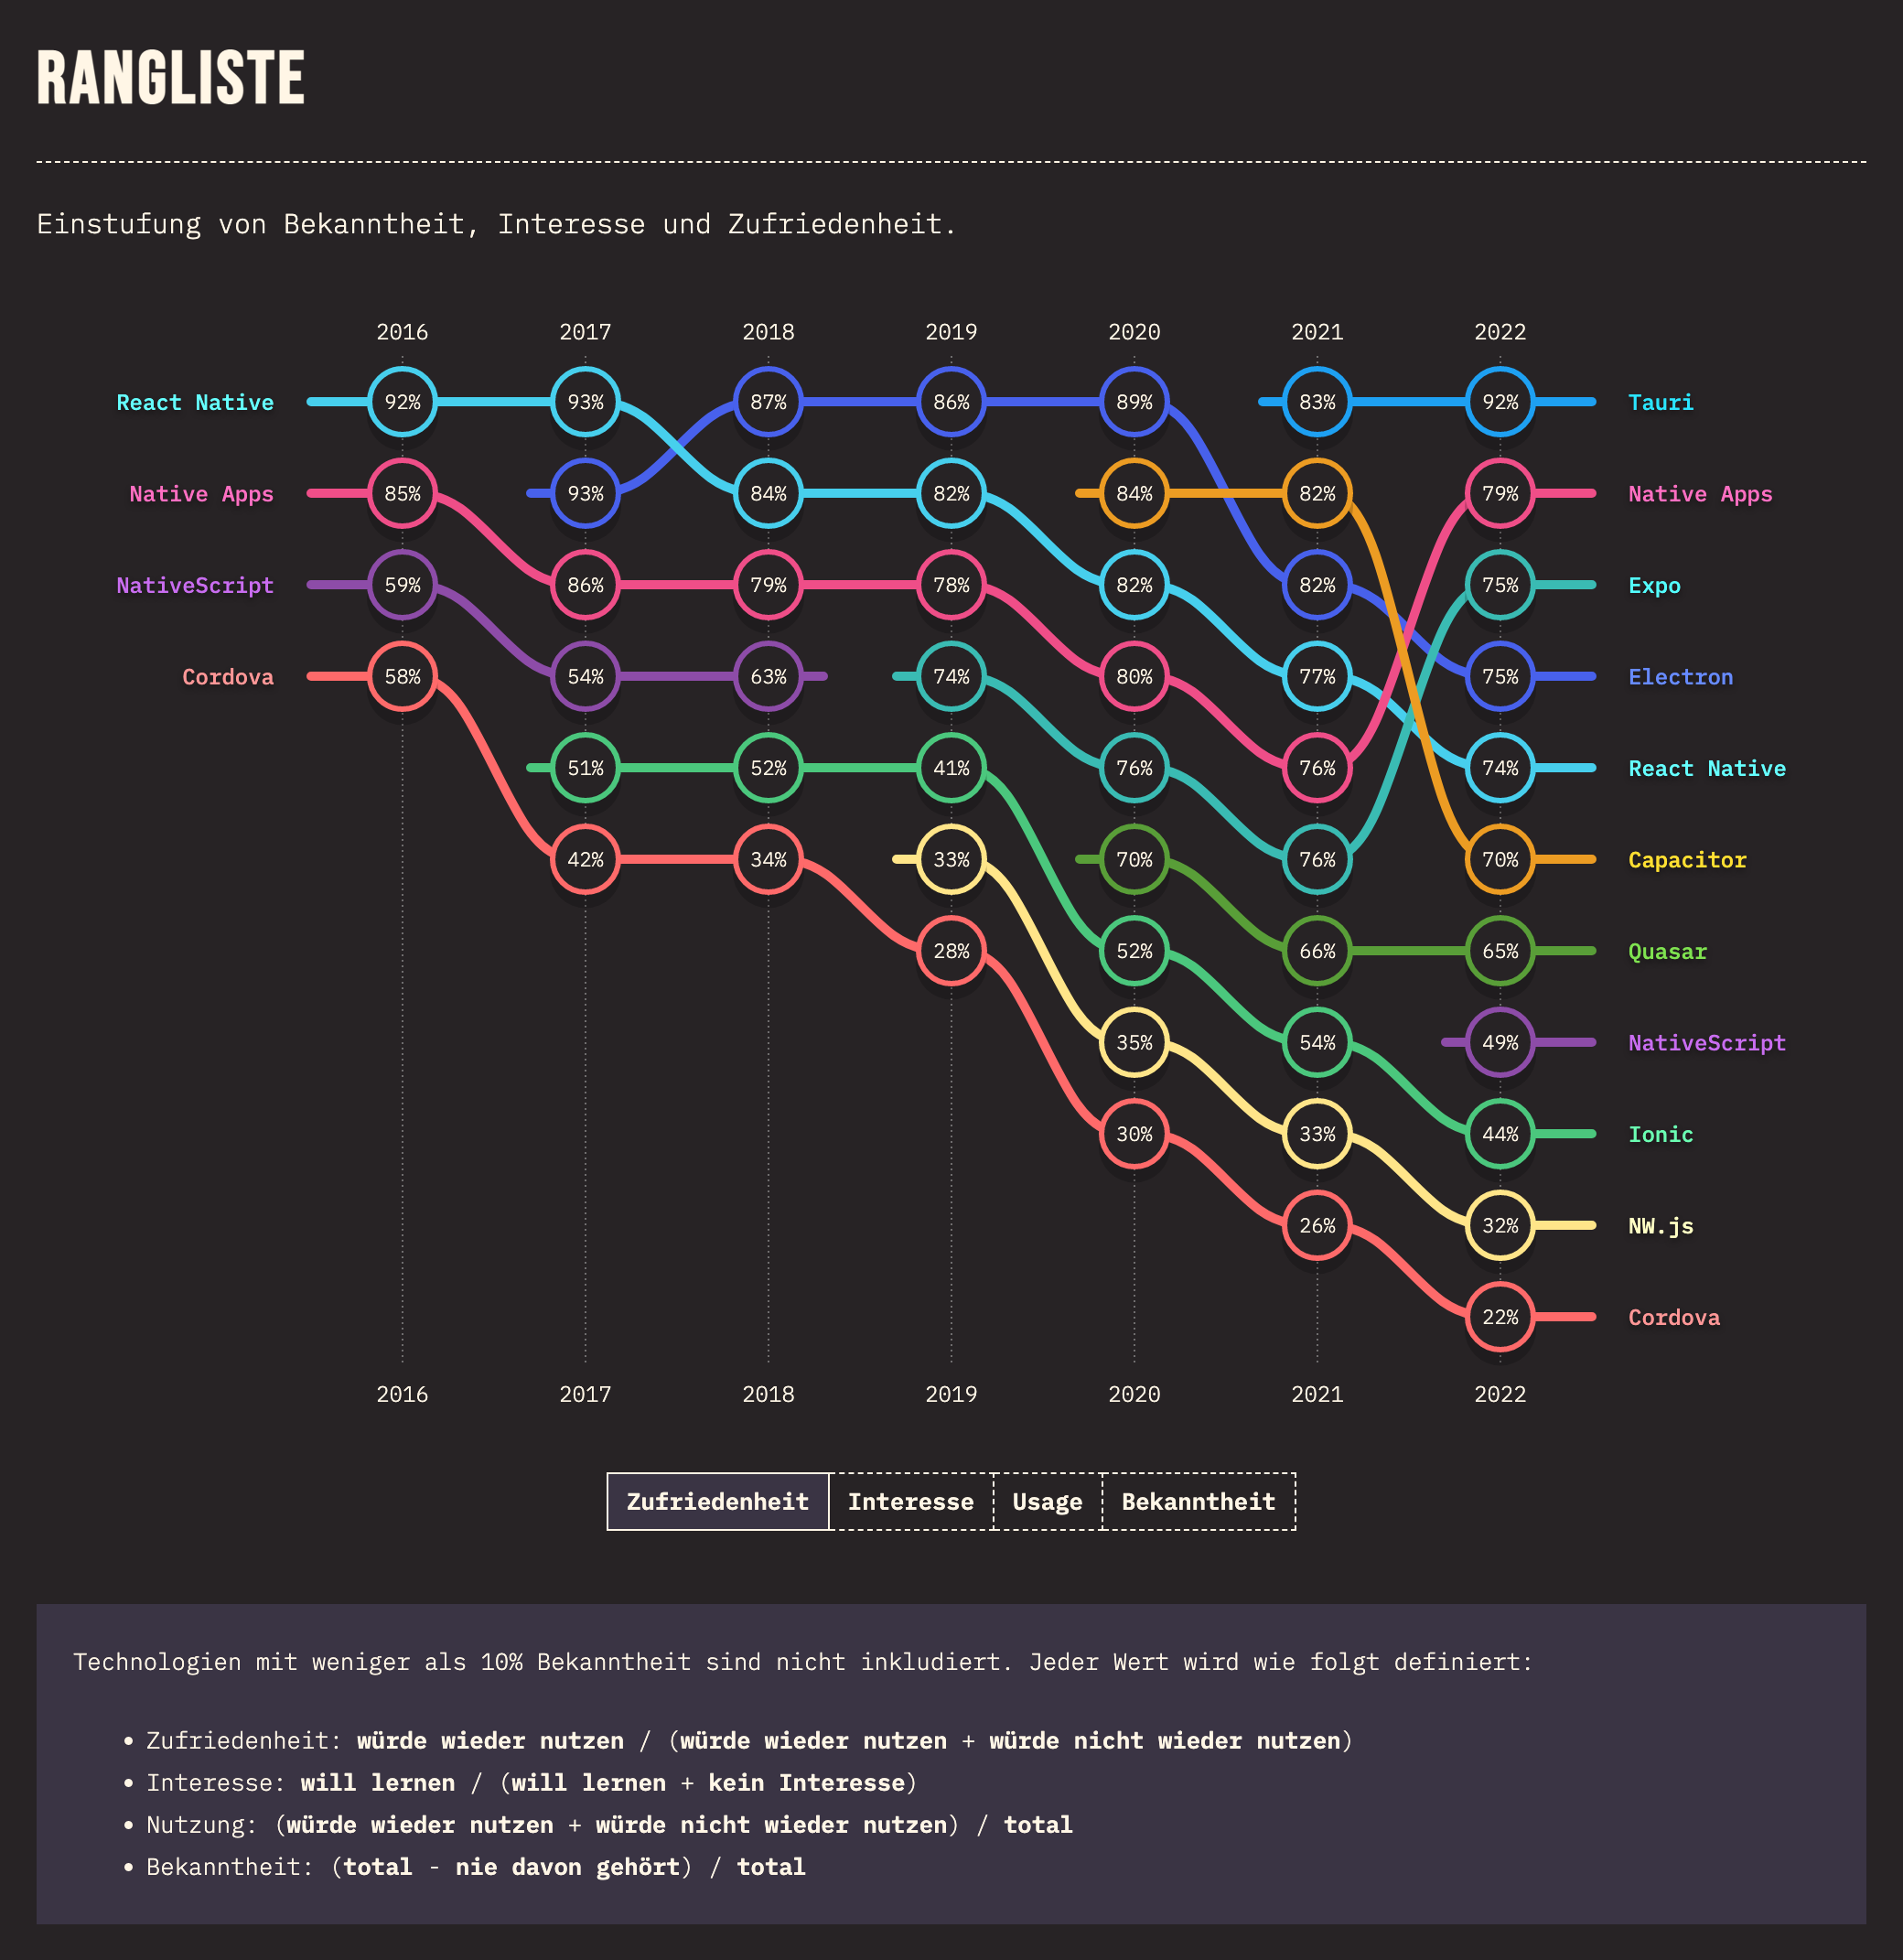 RANGLISTE
Einstufung von Bekanntheit, Interesse und Zufriedenheit.
2016 2017 2018 2019 2020 2021 2022
React Native 92% 93% 87% 86% 89% 83% 92% Tauri
Native Apps 85% 93% 84% 82% 84% 82% 79% Native Apps
NativeScript 59% 86% 79% 78% 82% 82% 75% Expo
Cordova 58% 54% 63% 74% 80% 77% 75% Electron
51% 52% 41% 76% 76% 74% React Native
42% 34% 33% 70% 76% 70% Capacitor
28% 52% 66% 65% Quasar
35% 54% 49% NativeScript
30% 33% 44% Ionic
26% 32% NW.js
22% Cordova
2016 2017 2018 2019 2020 2021 2022
Zufriedenheit Interesse Usage Bekanntheit
Technologien mit weniger als 10% Bekanntheit sind nicht inkludiert. Jeder Wert wird wie folgt definiert:
• Zufriedenheit: würde wieder nutzen / (würde wieder nutzen + würde nicht wieder nutzen)
• Interesse: will lernen / (will lernen + kein Interesse)
• Nutzung: (würde wieder nutzen + würde nicht wieder nutzen) / total
• Bekanntheit: (total - nie davon gehört) / total